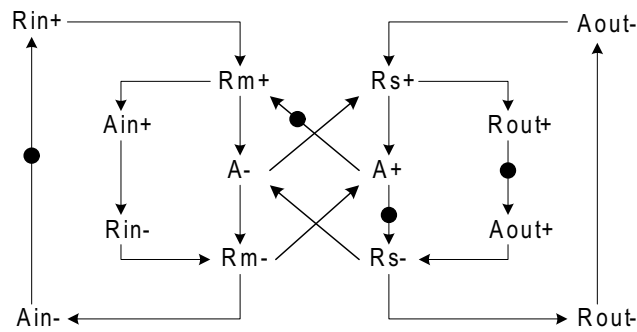 Rin+ Aout-
Rm+ Rs+
Ain+ Rout+
A- A+
Rin- Aout+
Rm- Rs-
Ain- Rout-